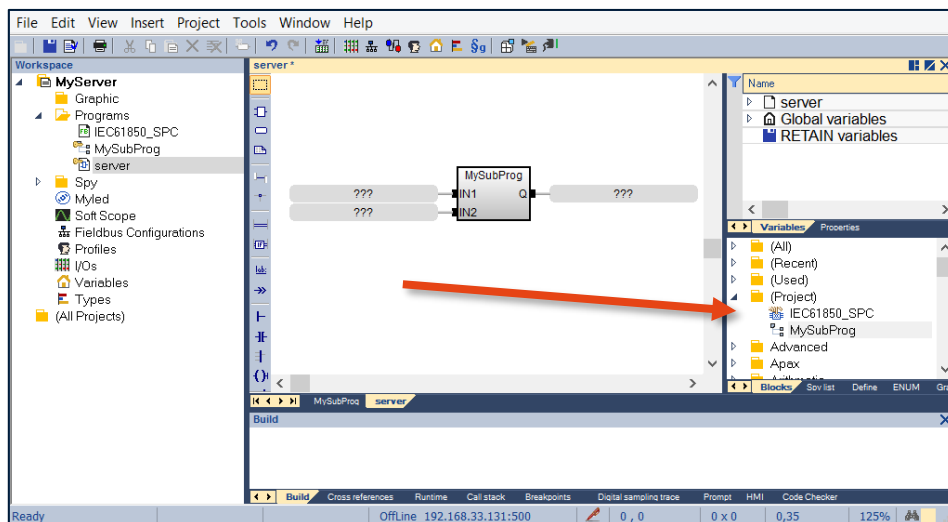 File Edit View Insert Project Tools Window Help
Workspace
MyServer
Graphic
Programs
IEC61850_SPC
MySubProg
server
Spy
Myled
Soft Scope
Fieldbus Configurations
Profiles
I/Os
Variables
Types
(All Projects)
server *
MySubProg
??? IN1 Q ???
??? IN2
MySubProg server
Name
server
Global variables
RETAIN variables
Variables Properties
(All)
(Recent)
(Used)
(Project)
IEC61850_SPC
MySubProg
Advanced
Apax
Blocks Spy list Define ENUM
Build
Build Cross references Runtime Call stack Breakpoints Digital sampling trace Prompt HMI Code Checker
Ready OffLine 192.168.33.131:500 0 , 0 0 x 0 0,35 125%